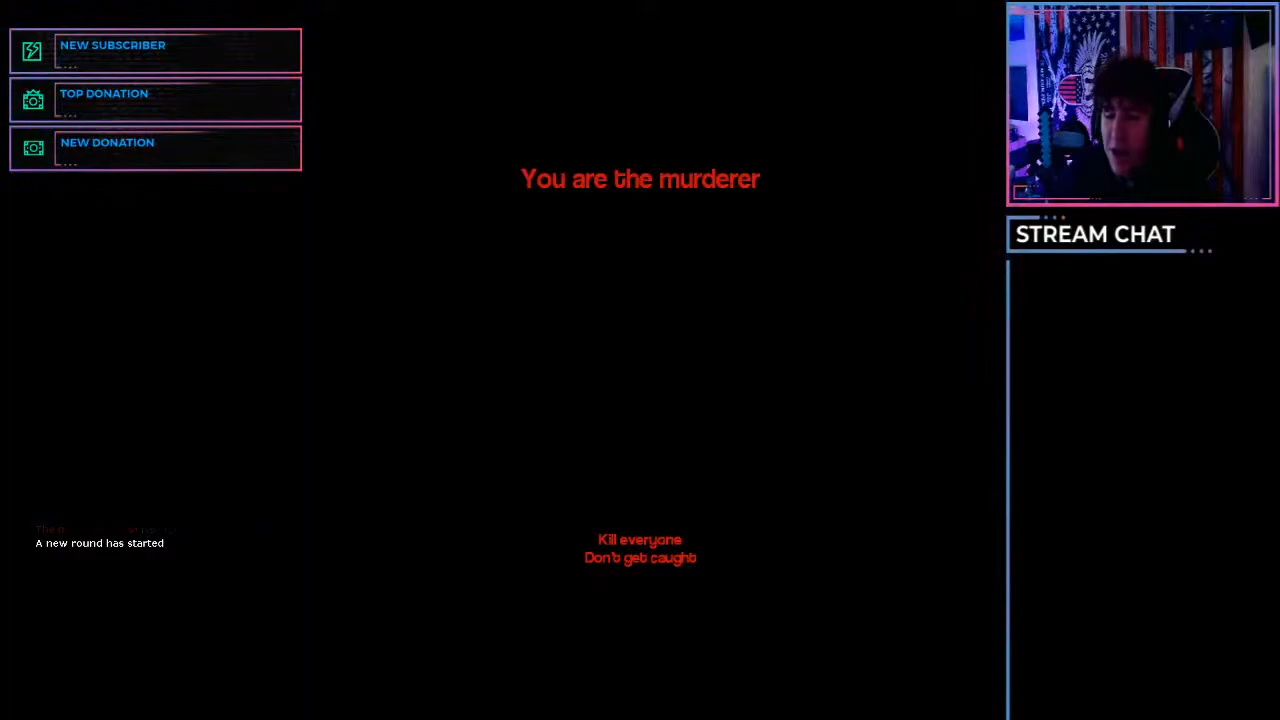 NEW SUBSCRIBER
TOP DONATION
NEW DONATION
You are the murderer
STREAM CHAT
A new round has started
Kill everyone
Don't get caught